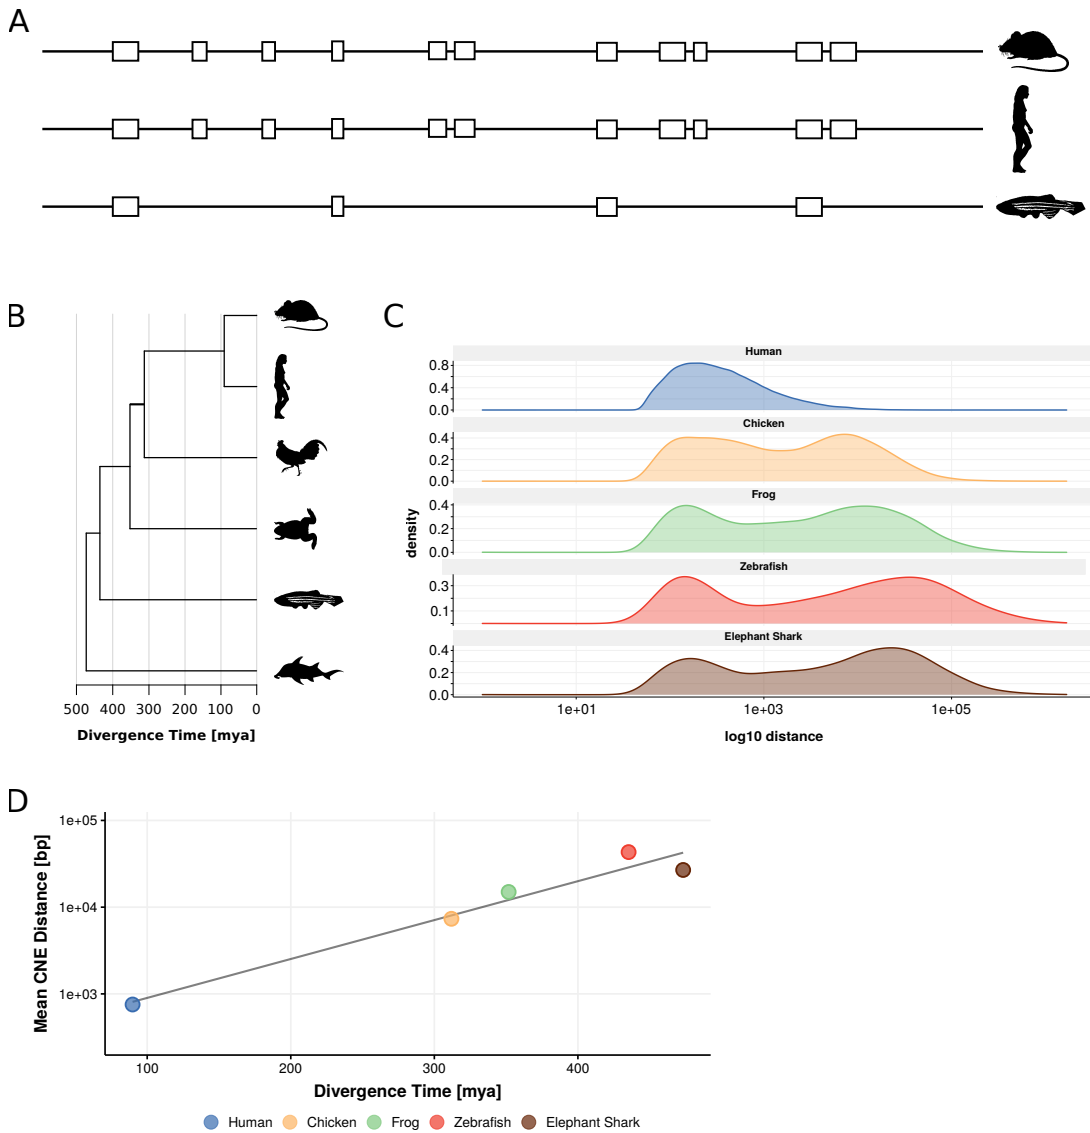 A
B
500 400 300 200 100 0
Divergence Time [mya]
C
Human
0.8
0.4
0.0
Chicken
0.4
0.2
0.0
Frog
0.4
0.2
0.0
Zebrafish
0.3
0.1
Elephant Shark
0.4
0.2
0.0
density
1e+01 1e+03 1e+05
log10 distance
D
1e+05
1e+04
1e+03
Mean CNE Distance [bp]
100 200 300 400
Divergence Time [mya]
Human Chicken Frog Zebrafish Elephant Shark